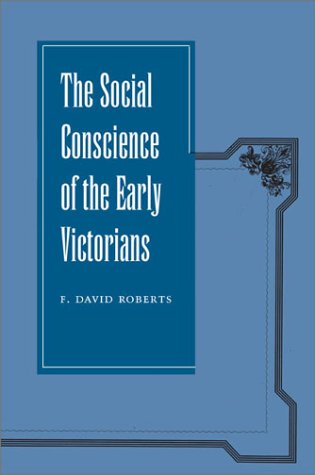 The Social
Conscience
of the Early
Victorians
F. DAVID ROBERTS